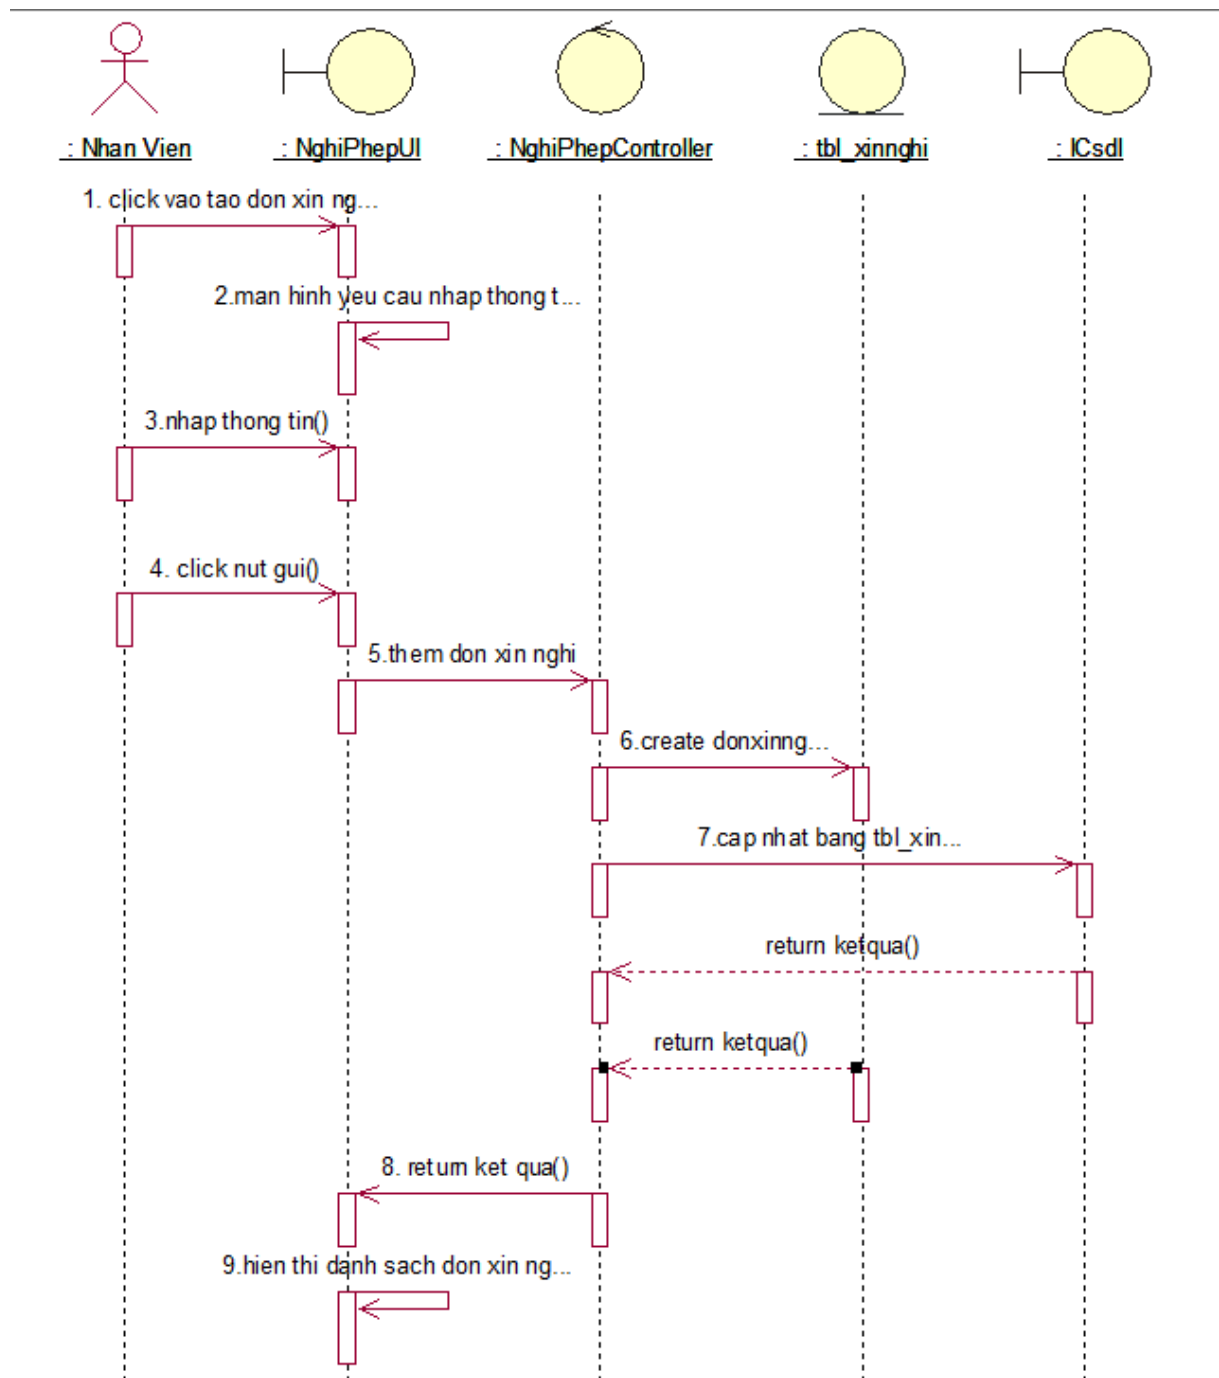 : Nhan Vien
: NghiPhepUI
: NghiPhepController
: tbl_xinnghi
: ICsdl
1. click vao tao don xin ng...
2.man hinh yeu cau nhap thong t...
3.nhap thong tin()
4. click nut gui()
5.them don xin nghi
6.create donxinng...
7.cap nhat bang tbl_xin...
return ketqua()
return ketqua()
8. return ket qua()
9.hien thi danh sach don xin ng...